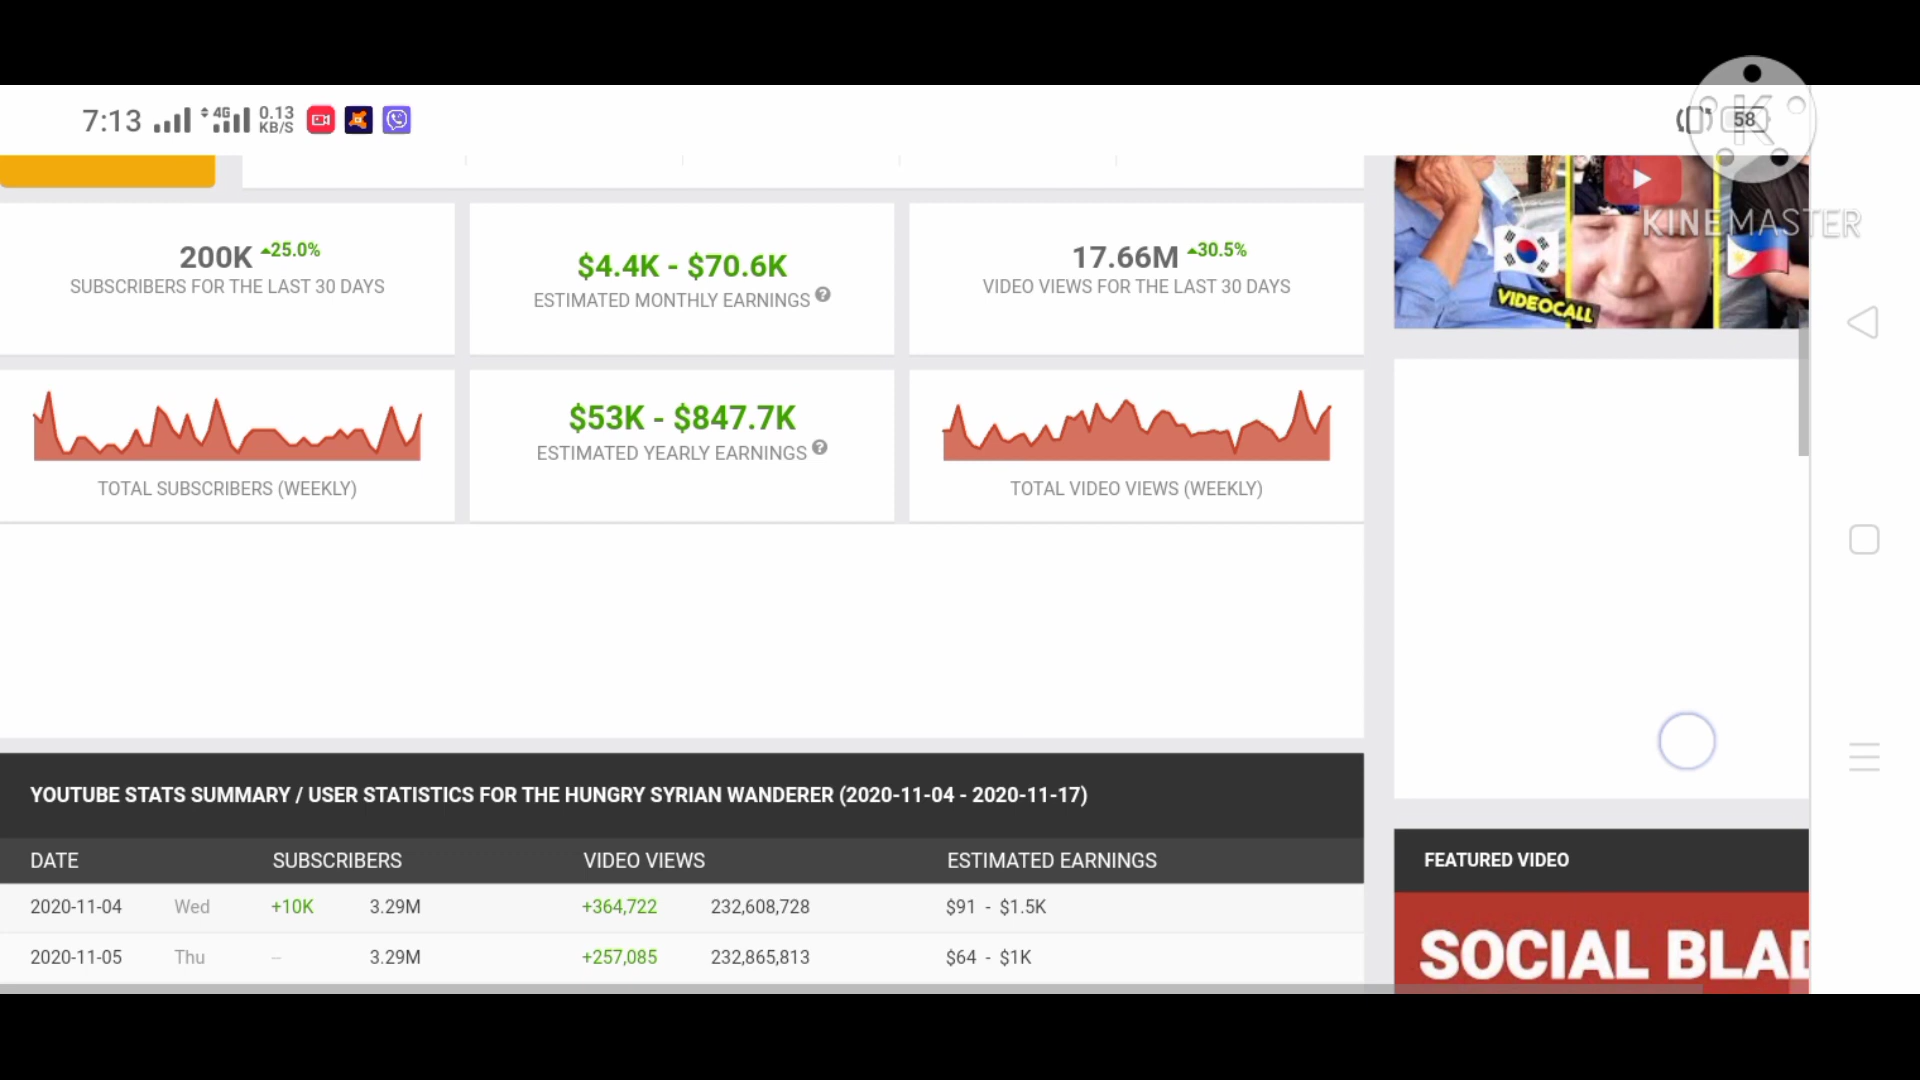 7:13 4G 0.13 KB/S 58
K
KINEMASTER
VIDEOCALL
200K 25.0%
SUBSCRIBERS FOR THE LAST 30 DAYS
$4.4K - $70.6K
ESTIMATED MONTHLY EARNINGS ?
17.66M 30.5%
VIDEO VIEWS FOR THE LAST 30 DAYS
TOTAL SUBSCRIBERS (WEEKLY)
$53K - $847.7K
ESTIMATED YEARLY EARNINGS ?
TOTAL VIDEO VIEWS (WEEKLY)
YOUTUBE STATS SUMMARY / USER STATISTICS FOR THE HUNGRY SYRIAN WANDERER (2020-11-04 - 2020-11-17)
DATE SUBSCRIBERS VIDEO VIEWS ESTIMATED EARNINGS
2020-11-04 Wed +10K 3.29M +364,722 232,608,728 $91 - $1.5K
2020-11-05 Thu -- 3.29M +257,085 232,865,813 $64 - $1K
FEATURED VIDEO
SOCIAL BLAD